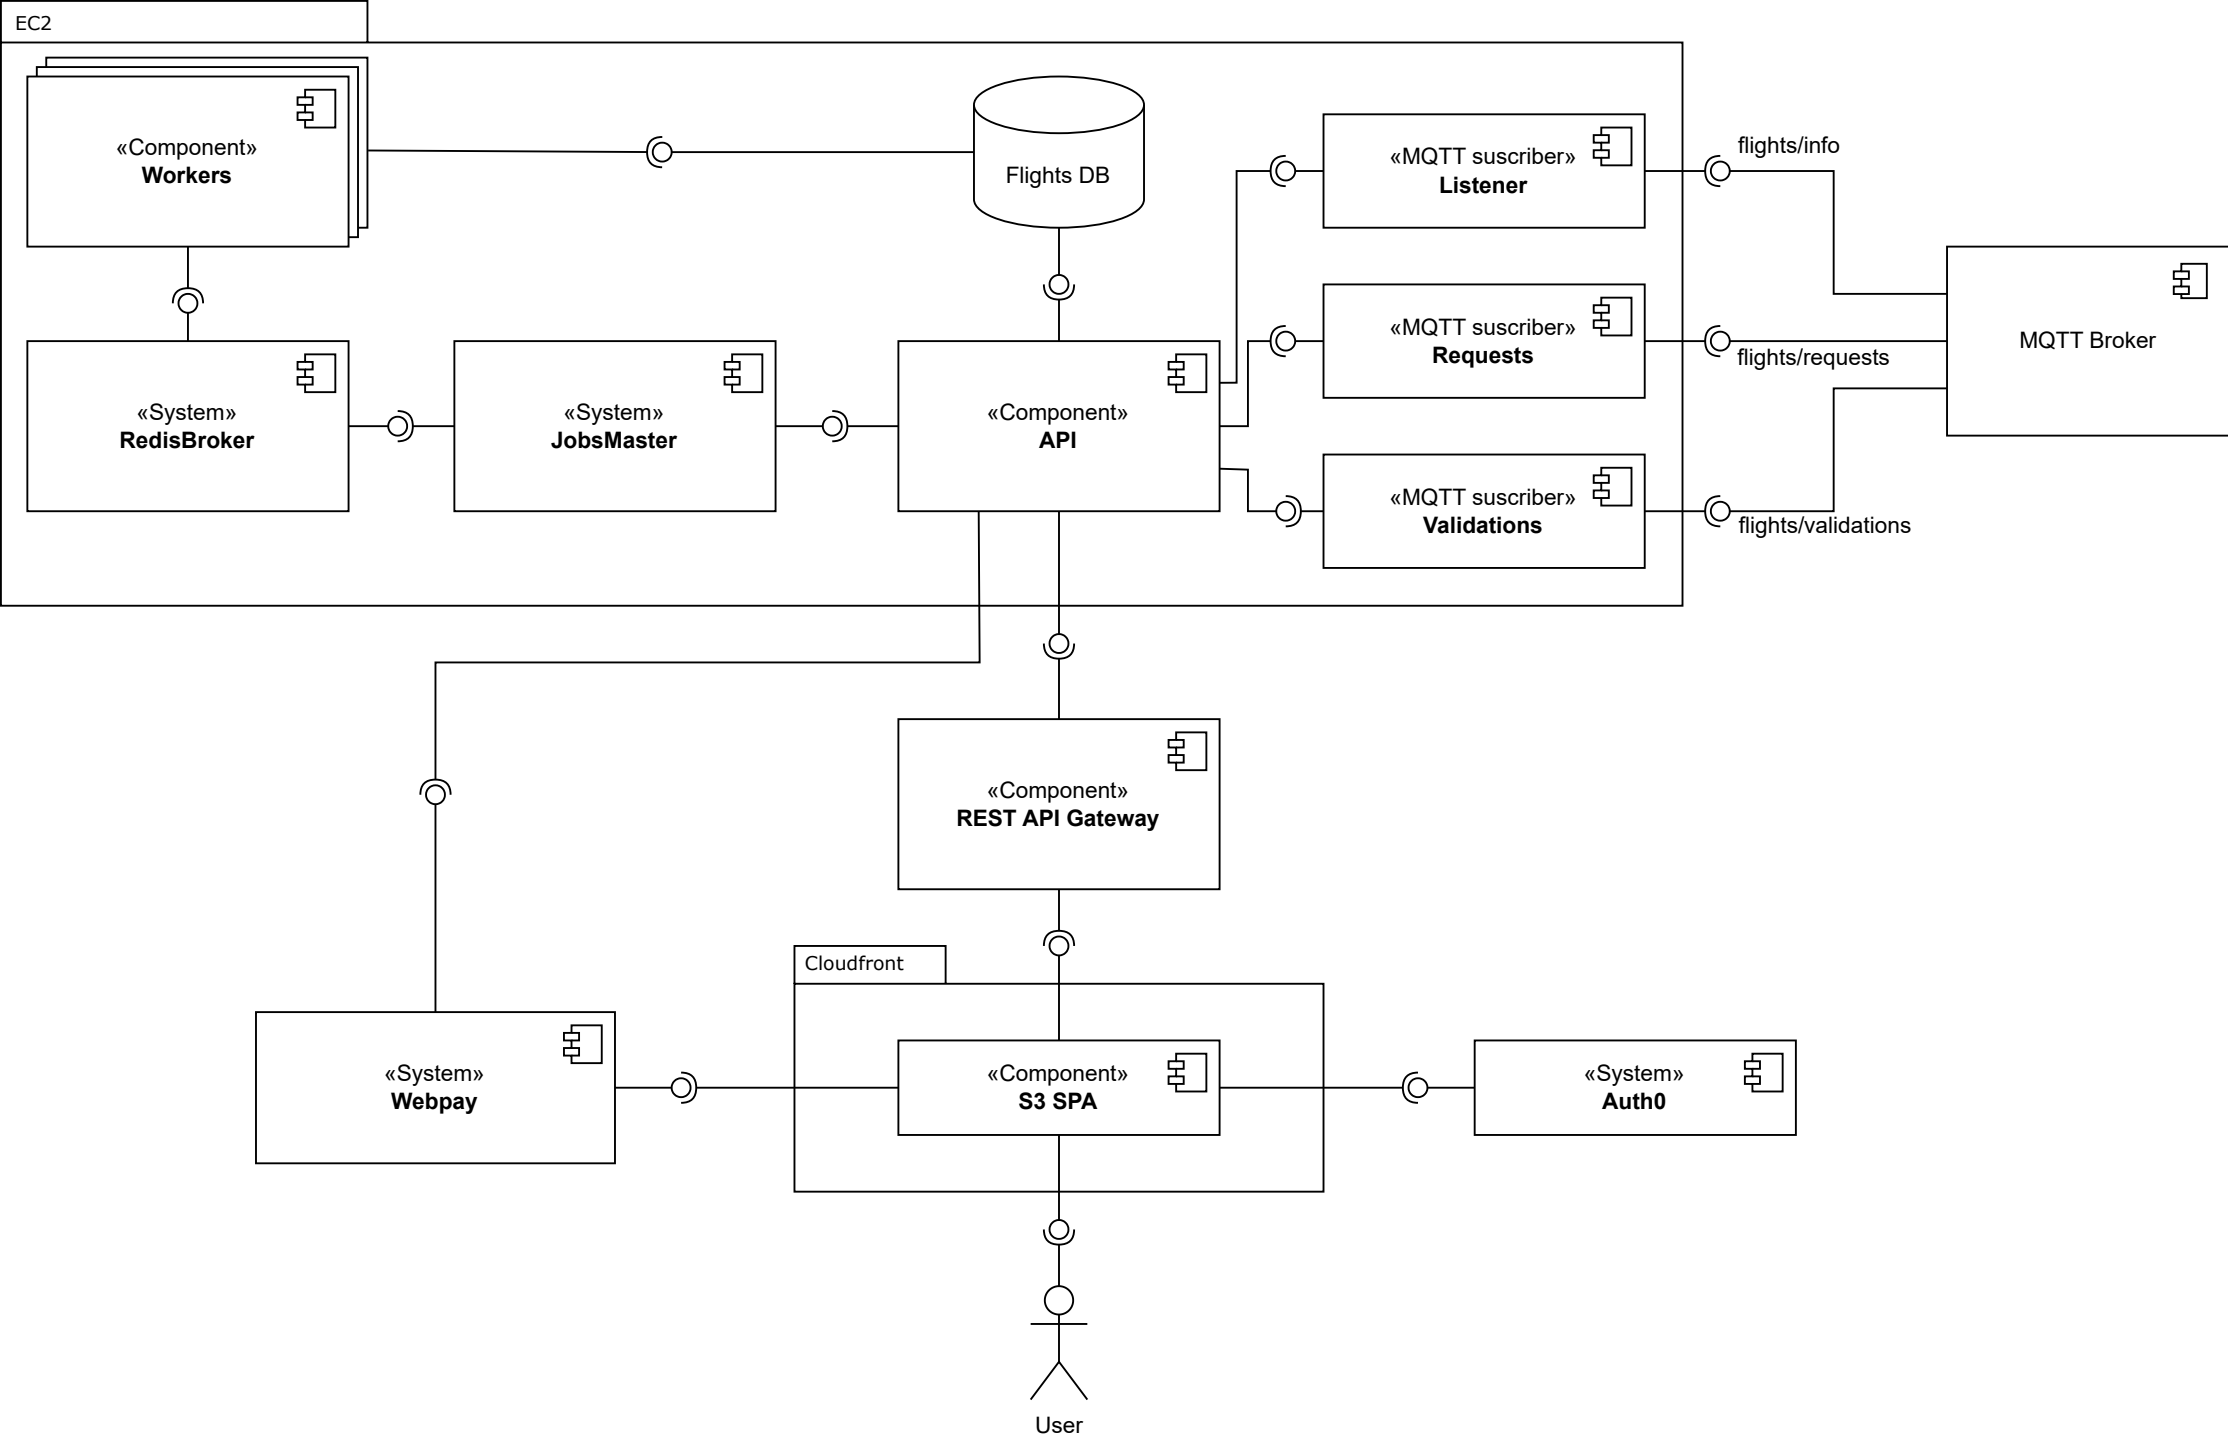 EC2
«Component»
Workers
Flights DB
«MQTT suscriber»
Listener
flights/info
«MQTT suscriber»
Requests
flights/requests
MQTT Broker
«System»
RedisBroker
«System»
JobsMaster
«Component»
API
«MQTT suscriber»
Validations
flights/validations
«Component»
REST API Gateway
Cloudfront
«System»
Webpay
«Component»
S3 SPA
«System»
Auth0
User